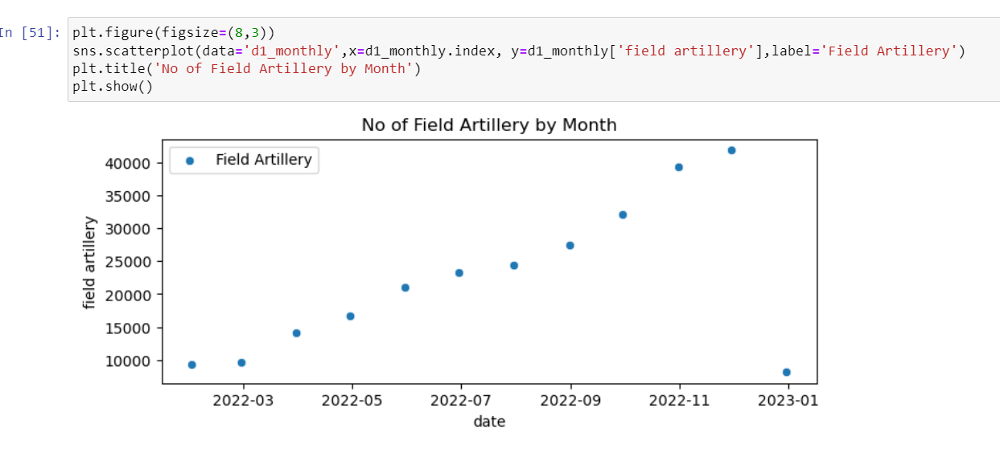 In [51]:
plt.figure(figsize=(8,3))
sns.scatterplot(data='d1_monthly',x=d1_monthly.index, y=d1_monthly['field artillery'],label='Field Artillery')
plt.title('No of Field Artillery by Month')
plt.show()
No of Field Artillery by Month
Field Artillery
40000
35000
30000
25000
20000
15000
10000
field artillery
2022-03 2022-05 2022-07 2022-09 2022-11 2023-01
date